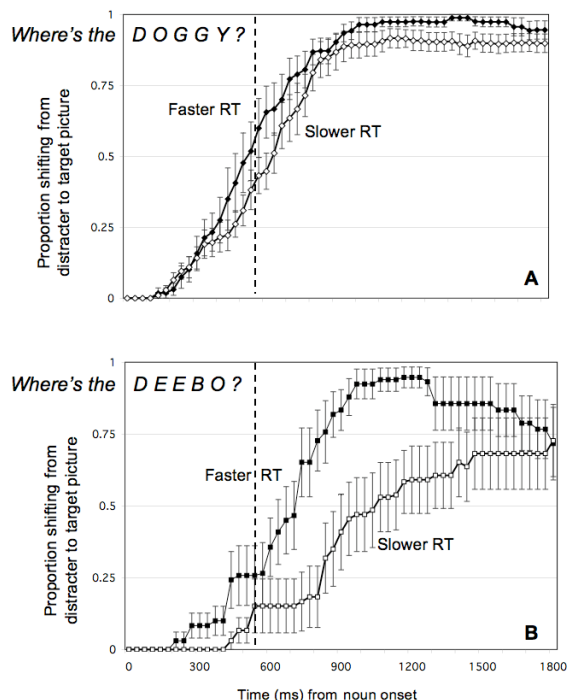 Where's the D O G G Y ?
1
0.75
0.5
0.25
0
Proportion shifting from
distracter to target picture
Faster RT
Slower RT
A
Where's the D E E B O ?
1
0.75
0.5
0.25
0
Proportion shifting from
distracter to target picture
Faster RT
Slower RT
B
0 300 600 900 1200 1500 1800
Time (ms) from noun onset